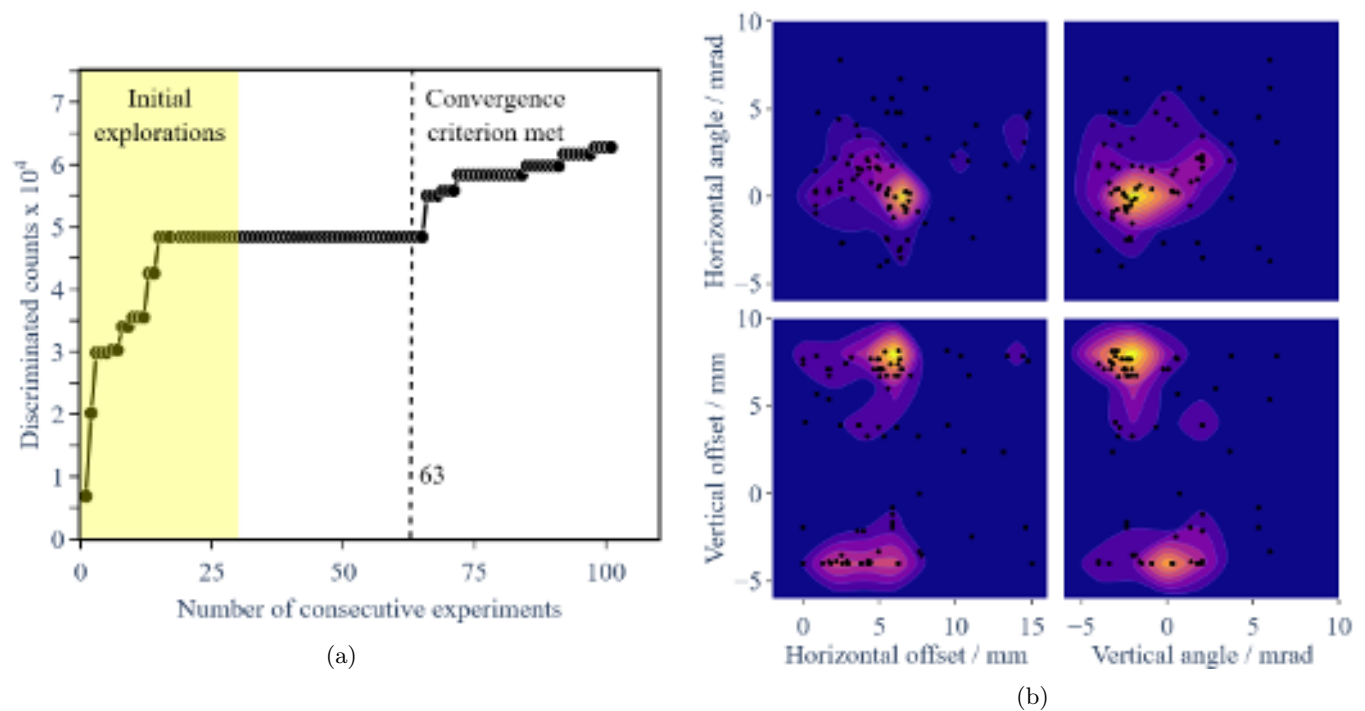 Initial
explorations
Convergence
criterion met
63
Discriminated counts x 10⁴
7
6
5
4
3
2
1
0
0 25 50 75 100
Number of consecutive experiments
(a)
Horizontal angle / mrad
10
5
0
−5
Vertical offset / mm
10
5
0
−5
0 5 10 15
Horizontal offset / mm
−5 0 5 10
Vertical angle / mrad
(b)